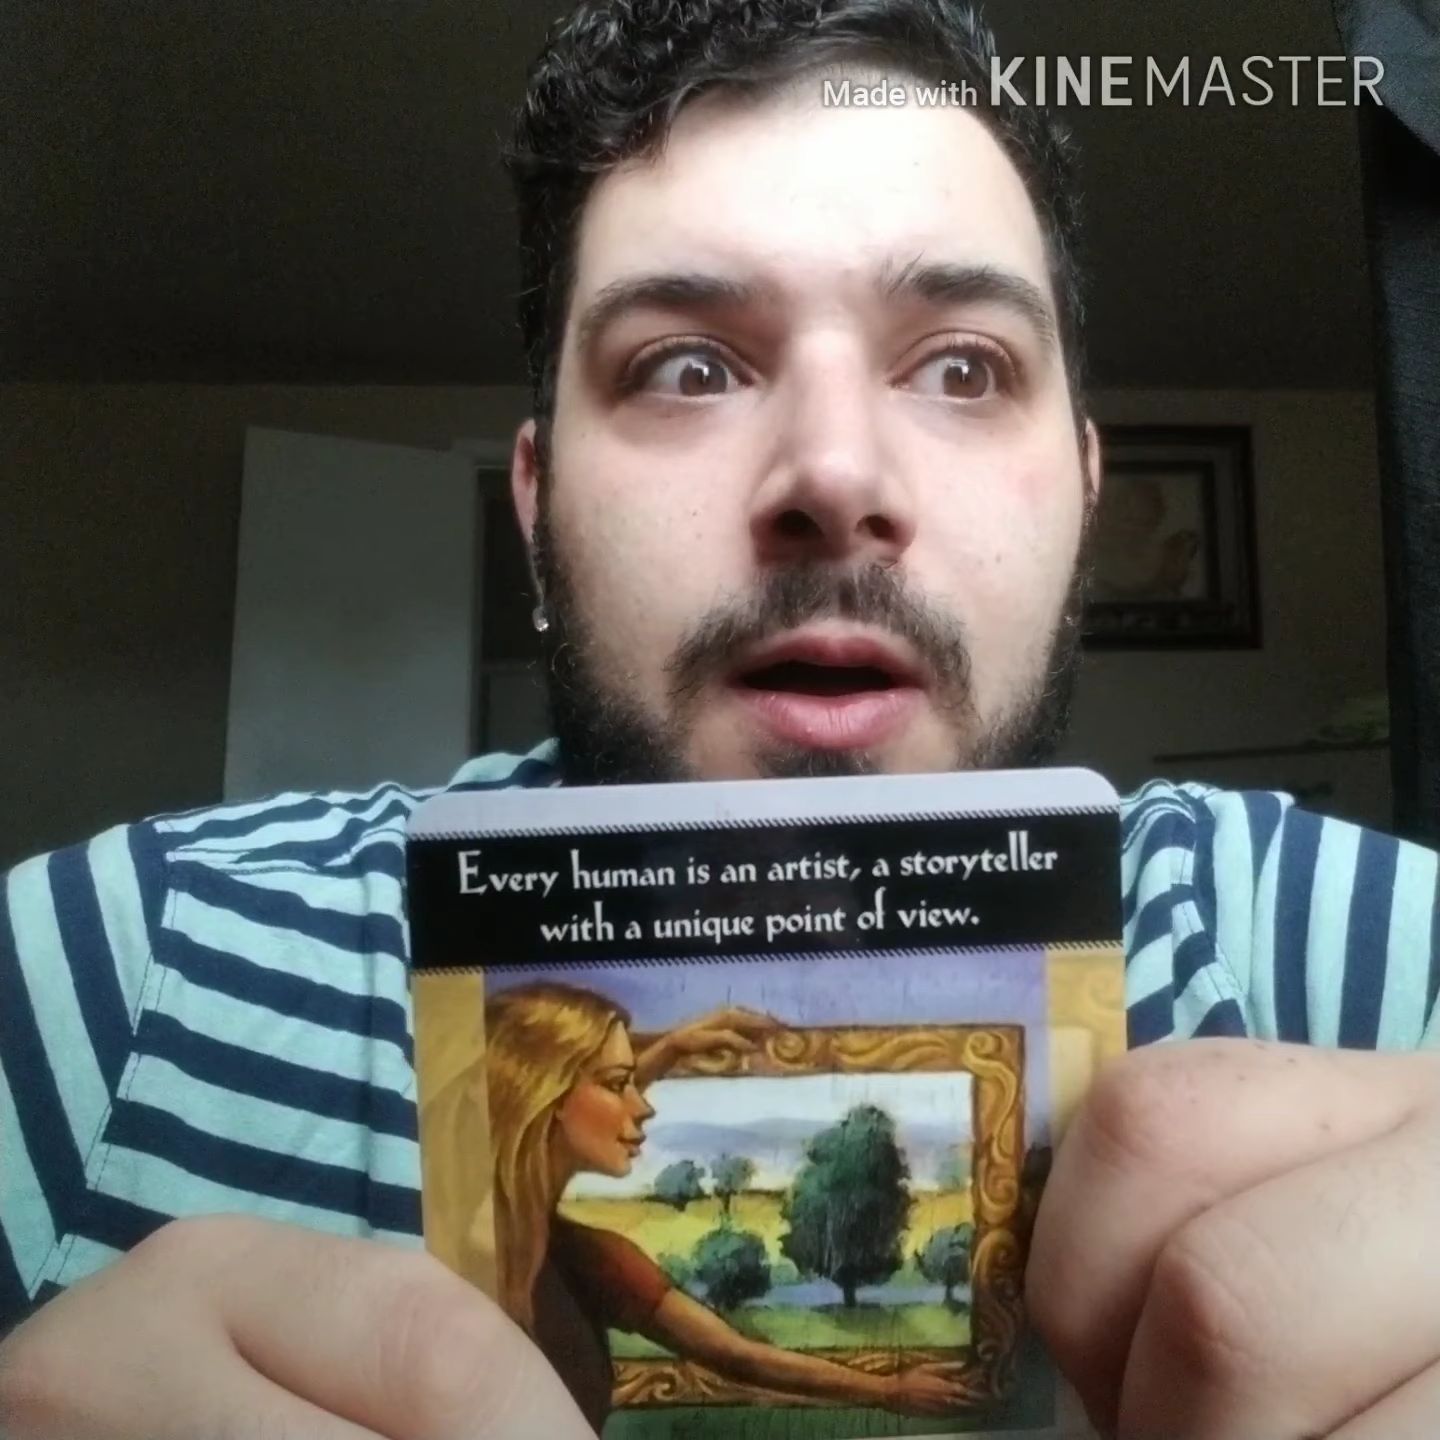 Made with KINEMASTER
Every human is an artist, a storyteller
with a unique point of view.